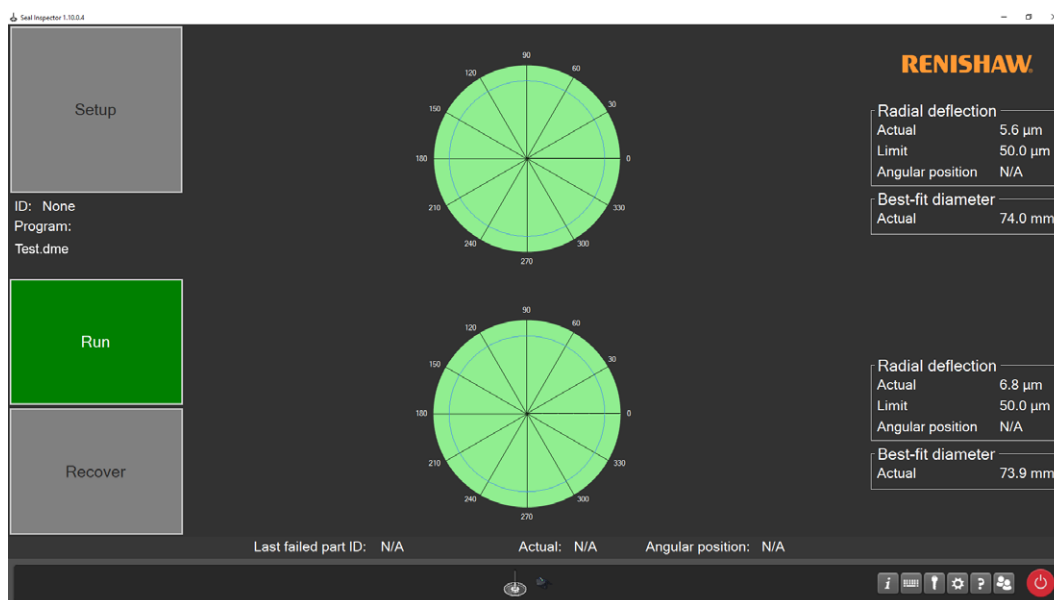 Seal Inspector 1.10.0.4
Setup
ID: None
Program:
Test.dme
Run
Recover
90
60
30
0
330
300
270
240
210
180
150
120
90
60
30
0
330
300
270
240
210
180
150
120
RENISHAW.
Radial deflection
Actual 5.6 µm
Limit 50.0 µm
Angular position N/A
Best-fit diameter
Actual 74.0 mm
Radial deflection
Actual 6.8 µm
Limit 50.0 µm
Angular position N/A
Best-fit diameter
Actual 73.9 mm
Last failed part ID: N/A Actual: N/A Angular position: N/A